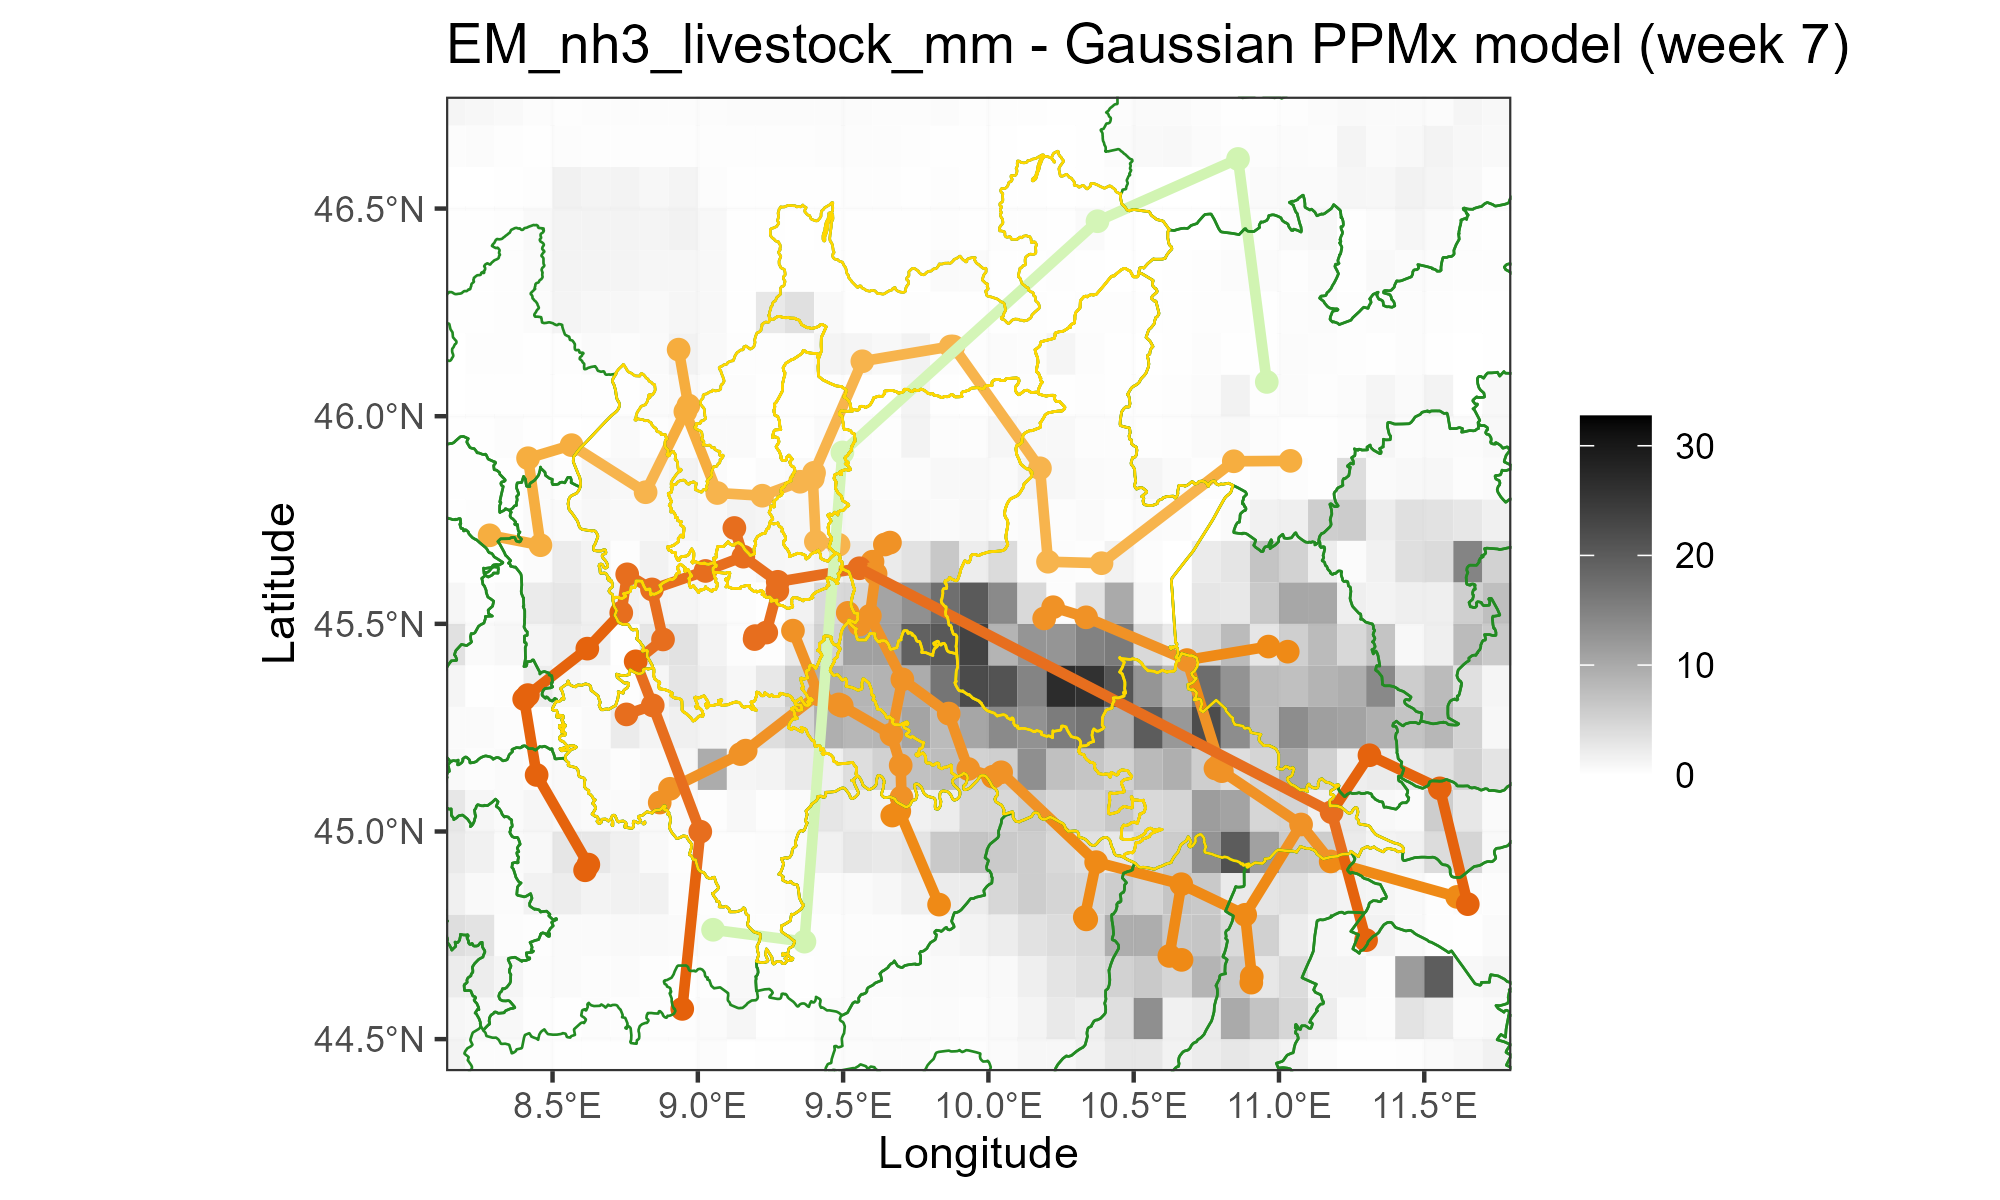 EM_nh3_livestock_mm - Gaussian PPMx model (week 7)
46.5°N
46.0°N
45.5°N
45.0°N
44.5°N
Latitude
8.5°E 9.0°E 9.5°E 10.0°E 10.5°E 11.0°E 11.5°E
Longitude
30
20
10
0